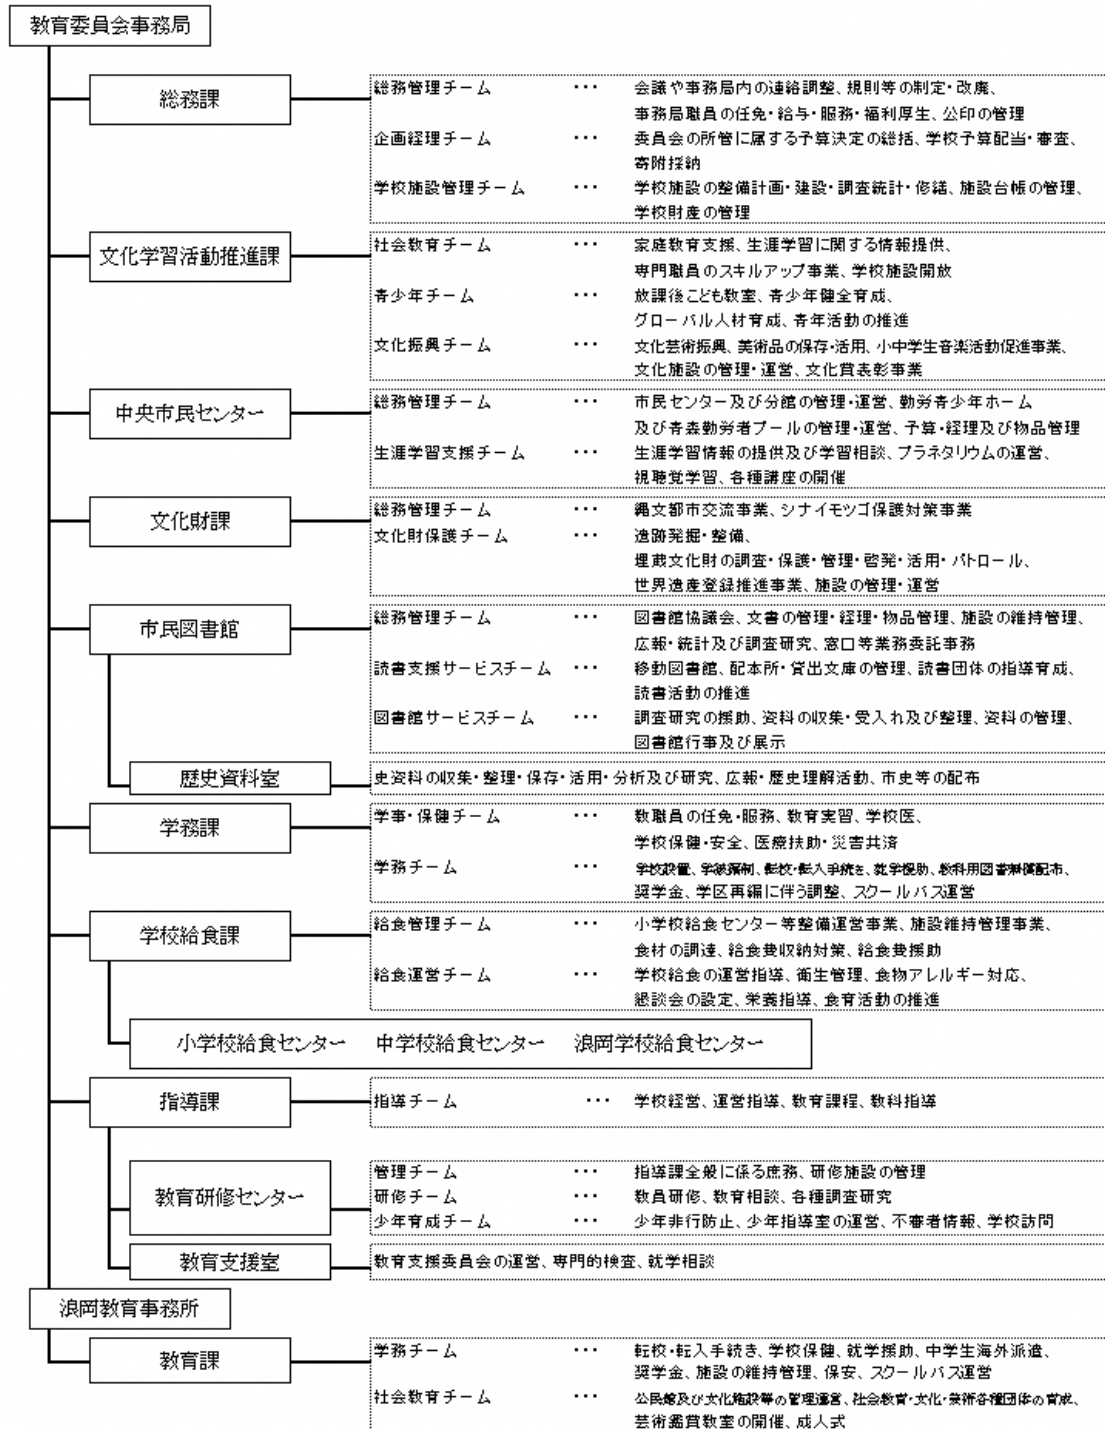 教育委員会事務局
総務課
総務管理チーム ・・・ 会議や事務局内の連絡調整、規則等の制定・改廃、
事務局職員の任免・給与・服務・福利厚生、公印の管理
企画経理チーム ・・・ 委員会の所管に属する予算決定の総括、学校予算配当・審査、
寄附採納
学校施設管理チーム ・・・ 学校施設の整備計画・建設・調査統計・修繕、施設台帳の管理、
学校財産の管理
文化学習活動推進課
社会教育チーム ・・・ 家庭教育支援、生涯学習に関する情報提供、
専門職員のスキルアップ事業、学校施設開放
青少年チーム ・・・ 放課後こども教室、青少年健全育成、
グローバル人材育成、青年活動の推進
文化振興チーム ・・・ 文化芸術振興、美術品の保存・活用、小中学生音楽活動促進事業、
文化施設の管理・運営、文化賞表彰事業
中央市民センター
総務管理チーム ・・・ 市民センター及び分館の管理・運営、勤労青少年ホーム
及び青森勤労者プールの管理・運営、予算・経理及び物品管理
生涯学習支援チーム ・・・ 生涯学習情報の提供及び学習相談、プラネタリウムの運営、
視聴覚学習、各種講座の開催
文化財課
総務管理チーム ・・・ 縄文都市交流事業、シナイモツゴ保護対策事業
文化財保護チーム ・・・ 遺跡発掘・整備、
埋蔵文化財の調査・保護・管理・啓発・活用・パトロール、
世界遺産登録推進事業、施設の管理・運営
市民図書館
総務管理チーム ・・・ 図書館協議会、文書の管理・経理・物品管理、施設の維持管理、
広報・統計及び調査研究、窓口等業務委託事務
読書支援サービスチーム ・・・ 移動図書館、配本所・貸出文庫の管理、読書団体の指導育成、
読書活動の推進
図書館サービスチーム ・・・ 調査研究の援助、資料の収集・受入れ及び整理、資料の管理、
図書館行事及び展示
歴史資料室
史資料の収集・整理・保存・活用・分析及び研究、広報・歴史理解活動、市史等の配布
学務課
学事・保健チーム ・・・ 教職員の任免・服務、教育実習、学校医、
学校保健・安全、医療扶助・災害共済
学務チーム ・・・ 学校設置、学級編制、転校・転入手続き、就学援助、教科用図書無償配布、
奨学金、学区再編に伴う調整、スクールバス運営
学校給食課
給食管理チーム ・・・ 小学校給食センター等整備運営事業、施設維持管理事業、
食材の調達、給食費収納対策、給食費援助
給食運営チーム ・・・ 学校給食の運営指導、衛生管理、食物アレルギー対応、
懇談会の設定、栄養指導、食育活動の推進
小学校給食センター 中学校給食センター 浪岡学校給食センター
指導課
指導チーム ・・・ 学校経営、運営指導、教育課程、教科指導
教育研修センター
管理チーム ・・・ 指導課全般に係る庶務、研修施設の管理
研修チーム ・・・ 教員研修、教育相談、各種調査研究
少年育成チーム ・・・ 少年非行防止、少年指導室の運営、不審者情報、学校訪問
教育支援室
教育支援委員会の運営、専門的検査、就学相談
浪岡教育事務所
教育課
学務チーム ・・・ 転校・転入手続き、学校保健、就学援助、中学生海外派遣、
奨学金、施設の維持管理、保安、スクールバス運営
社会教育チーム ・・・ 公民館及び文化施設等の管理運営、社会教育・文化・芸術各種団体の育成、
芸術鑑賞教室の開催、成人式